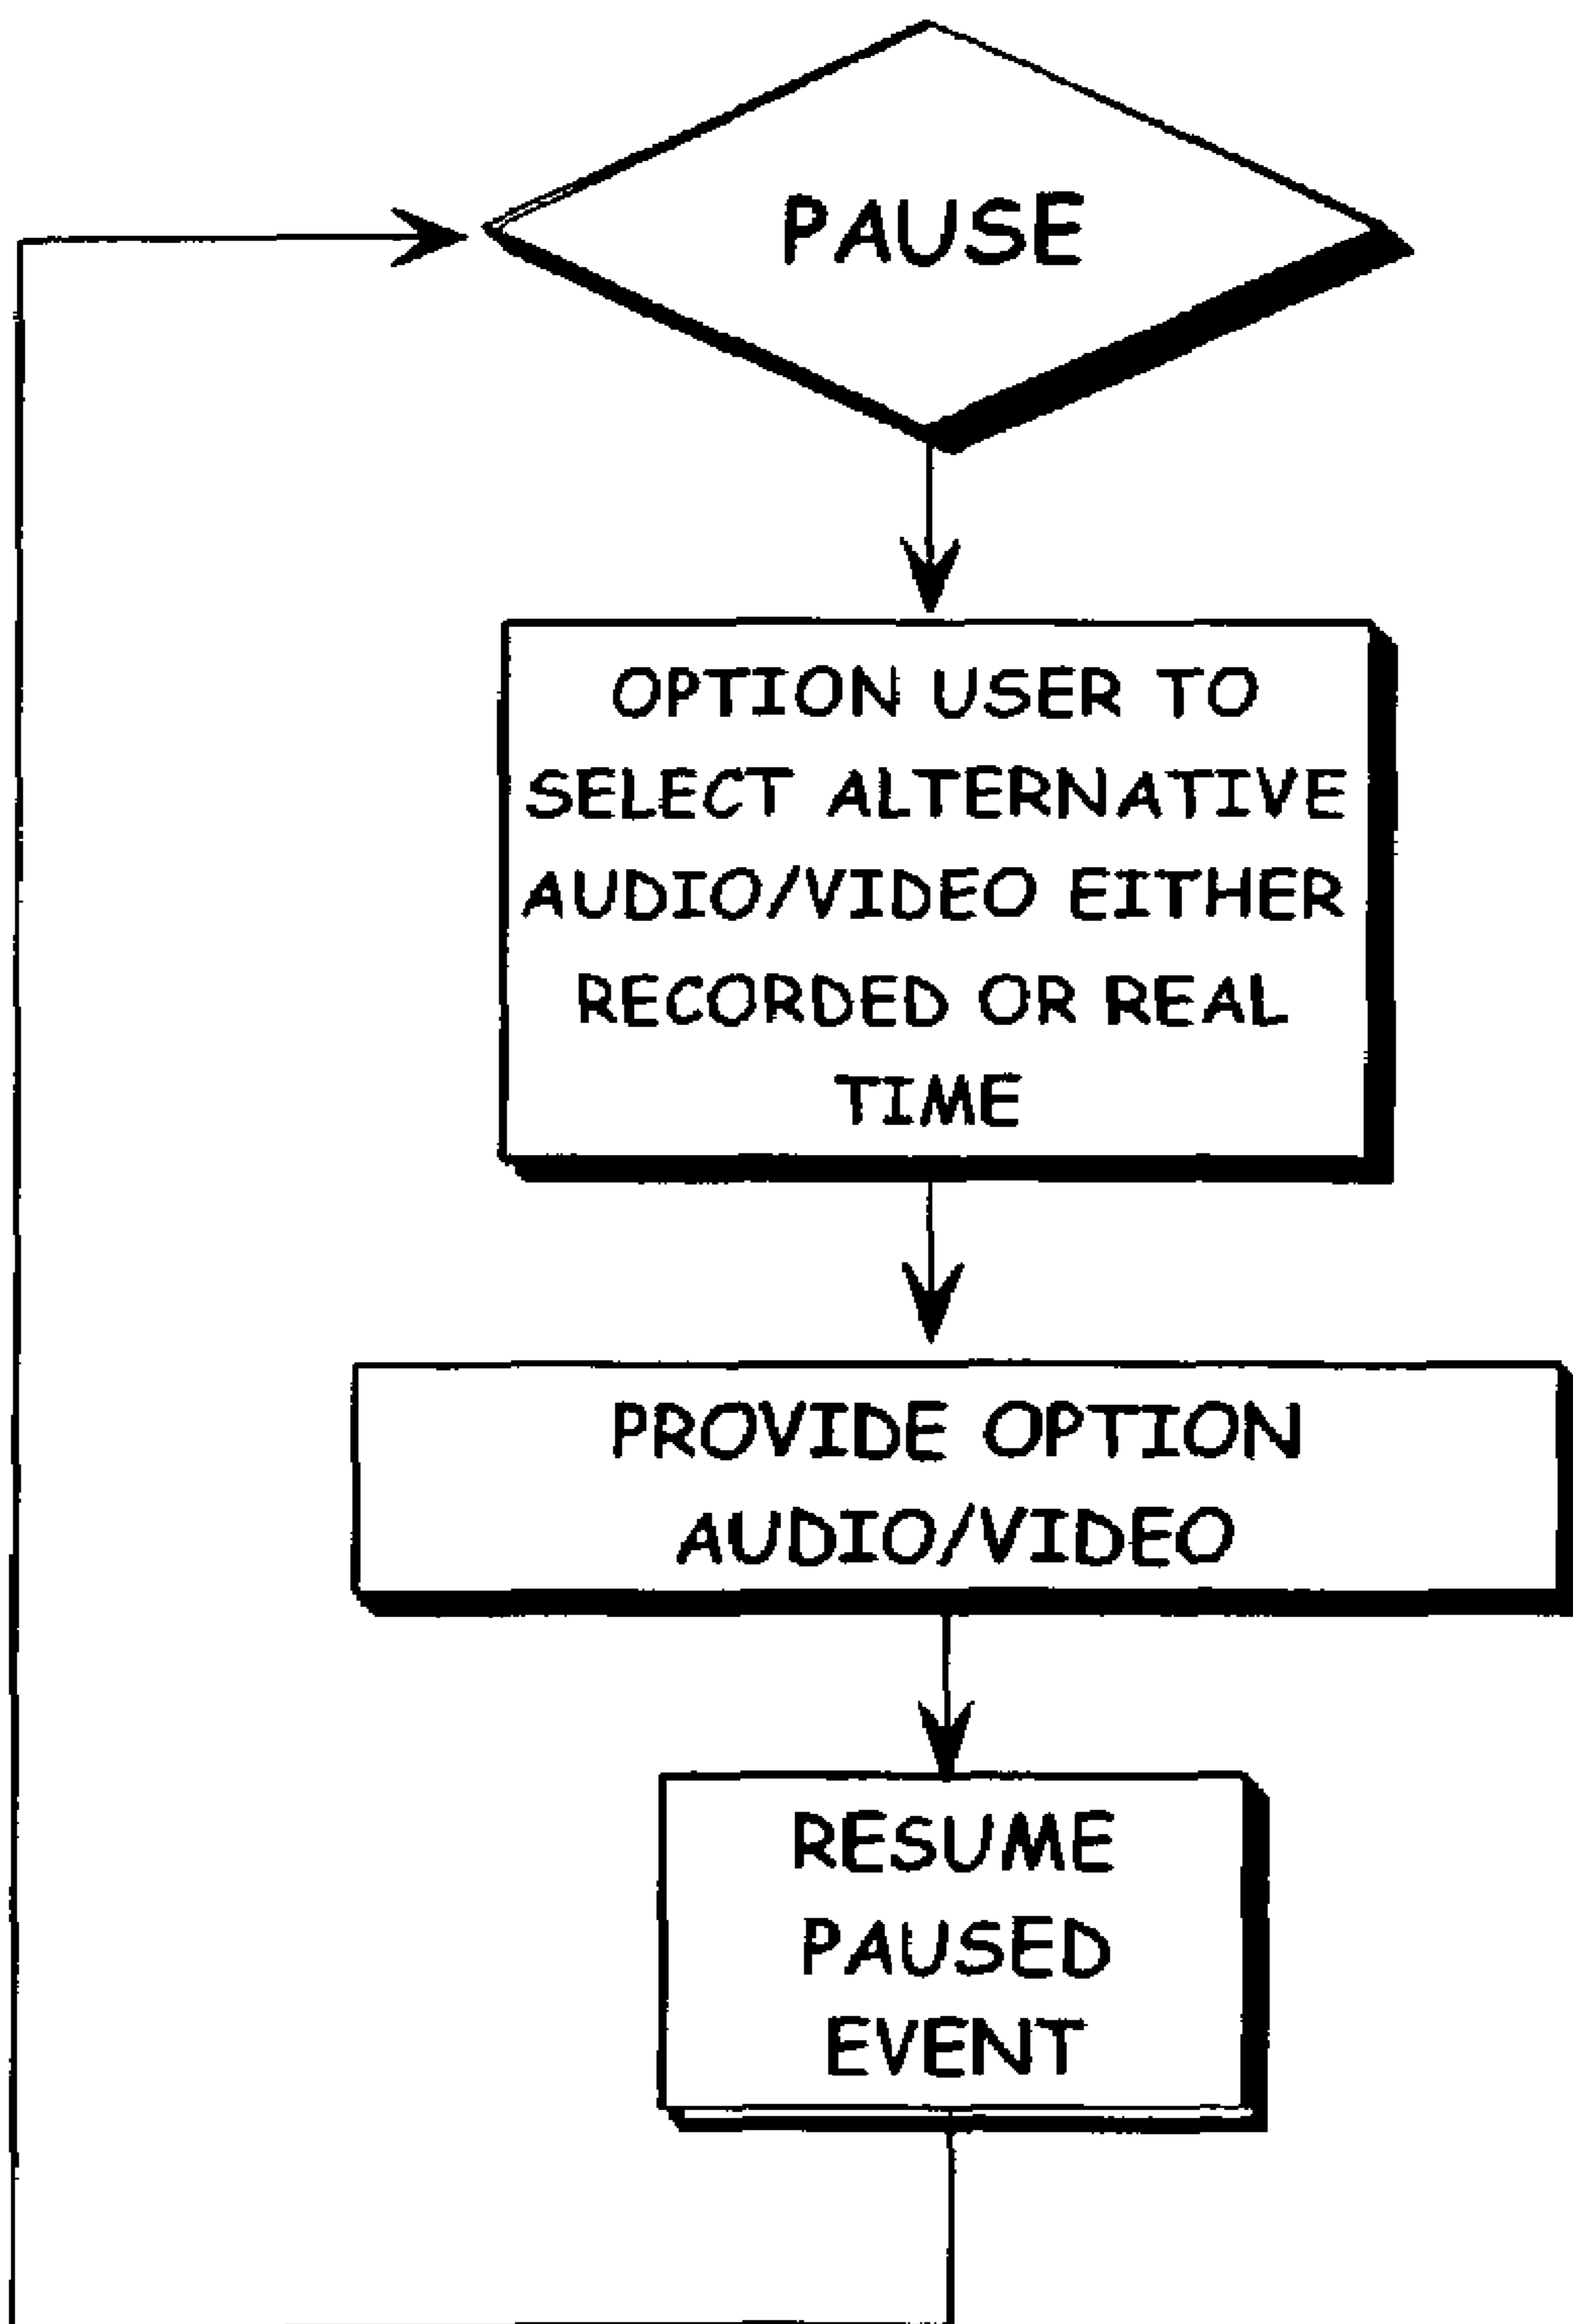 PAUSE
OPTION USER TO
SELECT ALTERNATIVE
AUDIO/VIDEO EITHER
RECORDED OR REAL
TIME
PROVIDE OPTION
AUDIO/VIDEO
RESUME
PAUSED
EVENT